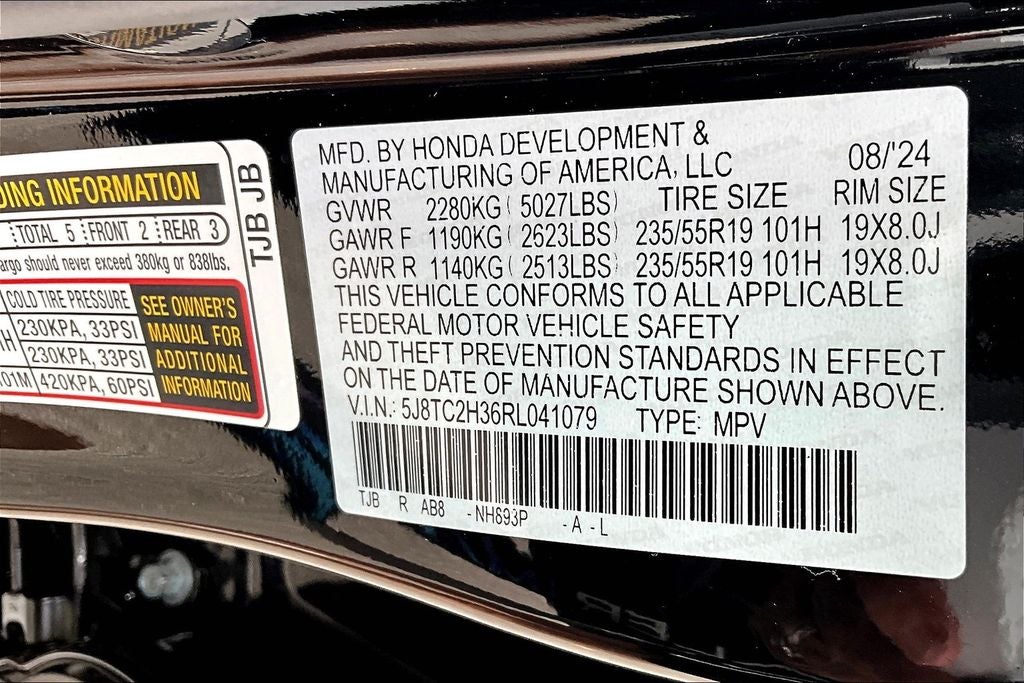 DING INFORMATION
TOTAL 5 FRONT 2 REAR 3
argo should never exceed 380kg or 838lbs.
COLD TIRE PRESSURE
230KPA, 33PSI
230KPA, 33PSI
01M 420KPA, 60PSI
SEE OWNER'S
MANUAL FOR
ADDITIONAL
INFORMATION
TJB JB
MFD. BY HONDA DEVELOPMENT &
MANUFACTURING OF AMERICA, LLC 08/'24
GVWR 2280KG ( 5027LBS) TIRE SIZE RIM SIZE
GAWR F 1190KG ( 2623LBS) 235/55R19 101H 19X8.0J
GAWR R 1140KG ( 2513LBS) 235/55R19 101H 19X8.0J
THIS VEHICLE CONFORMS TO ALL APPLICABLE
FEDERAL MOTOR VEHICLE SAFETY
AND THEFT PREVENTION STANDARDS IN EFFECT
ON THE DATE OF MANUFACTURE SHOWN ABOVE.
V.I.N.: 5J8TC2H36RL041079 TYPE: MPV
TJB R AB8 -NH893P -A-L